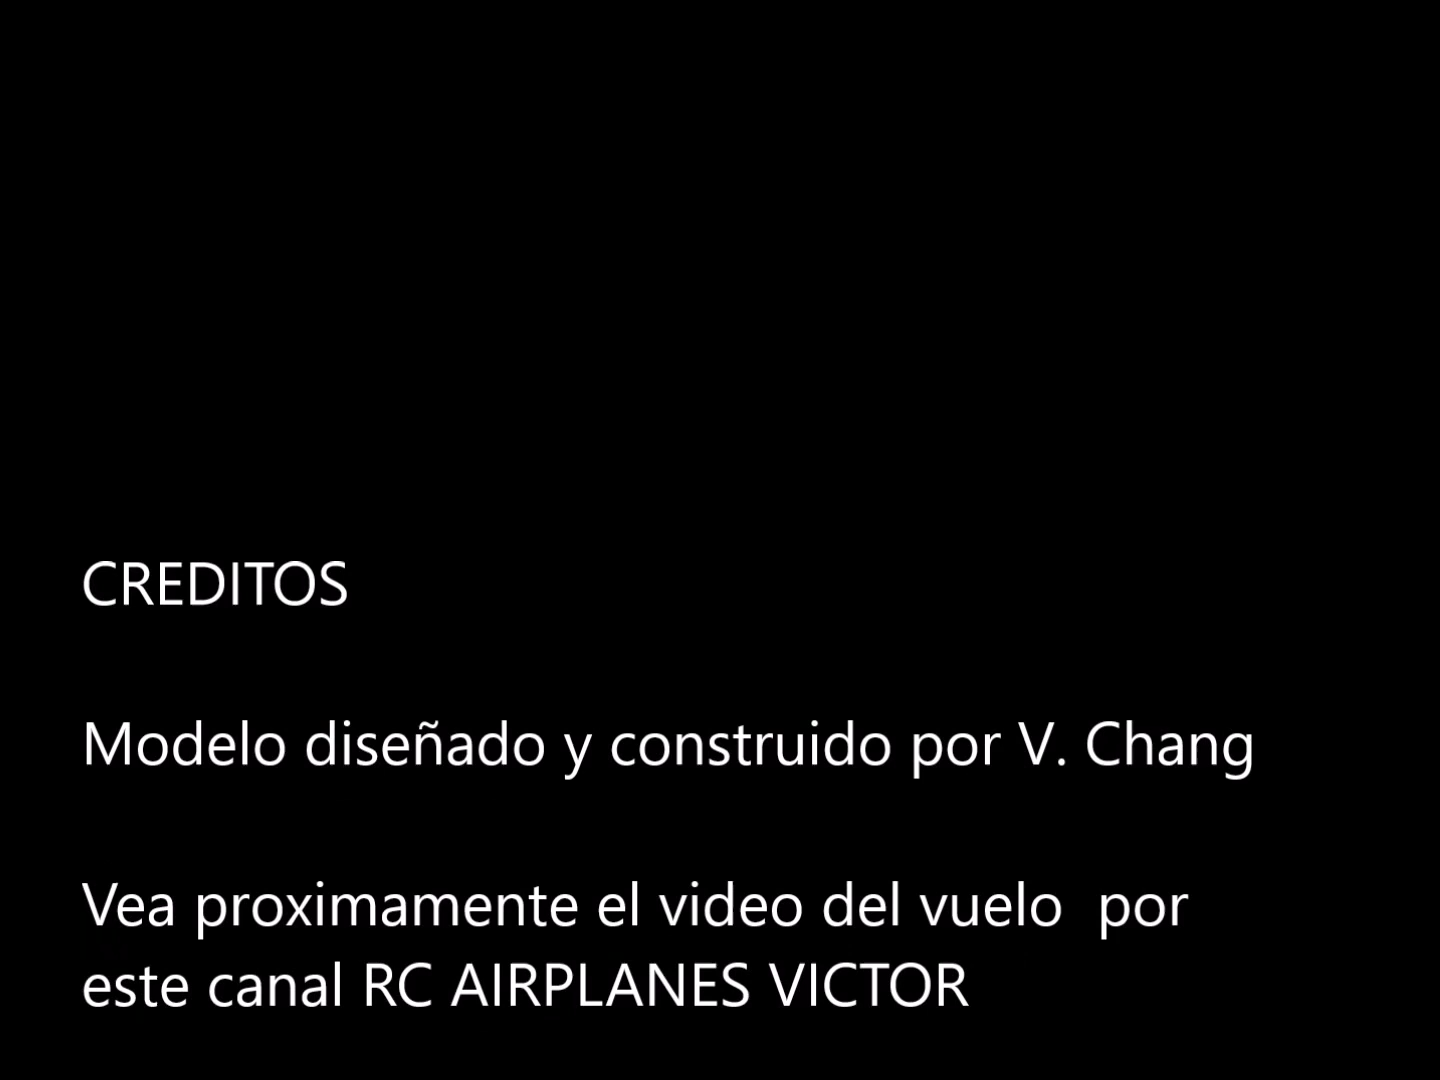 CREDITOS
Modelo diseñado y construido por V. Chang
Vea proximamente el video del vuelo  por
este canal RC AIRPLANES VICTOR